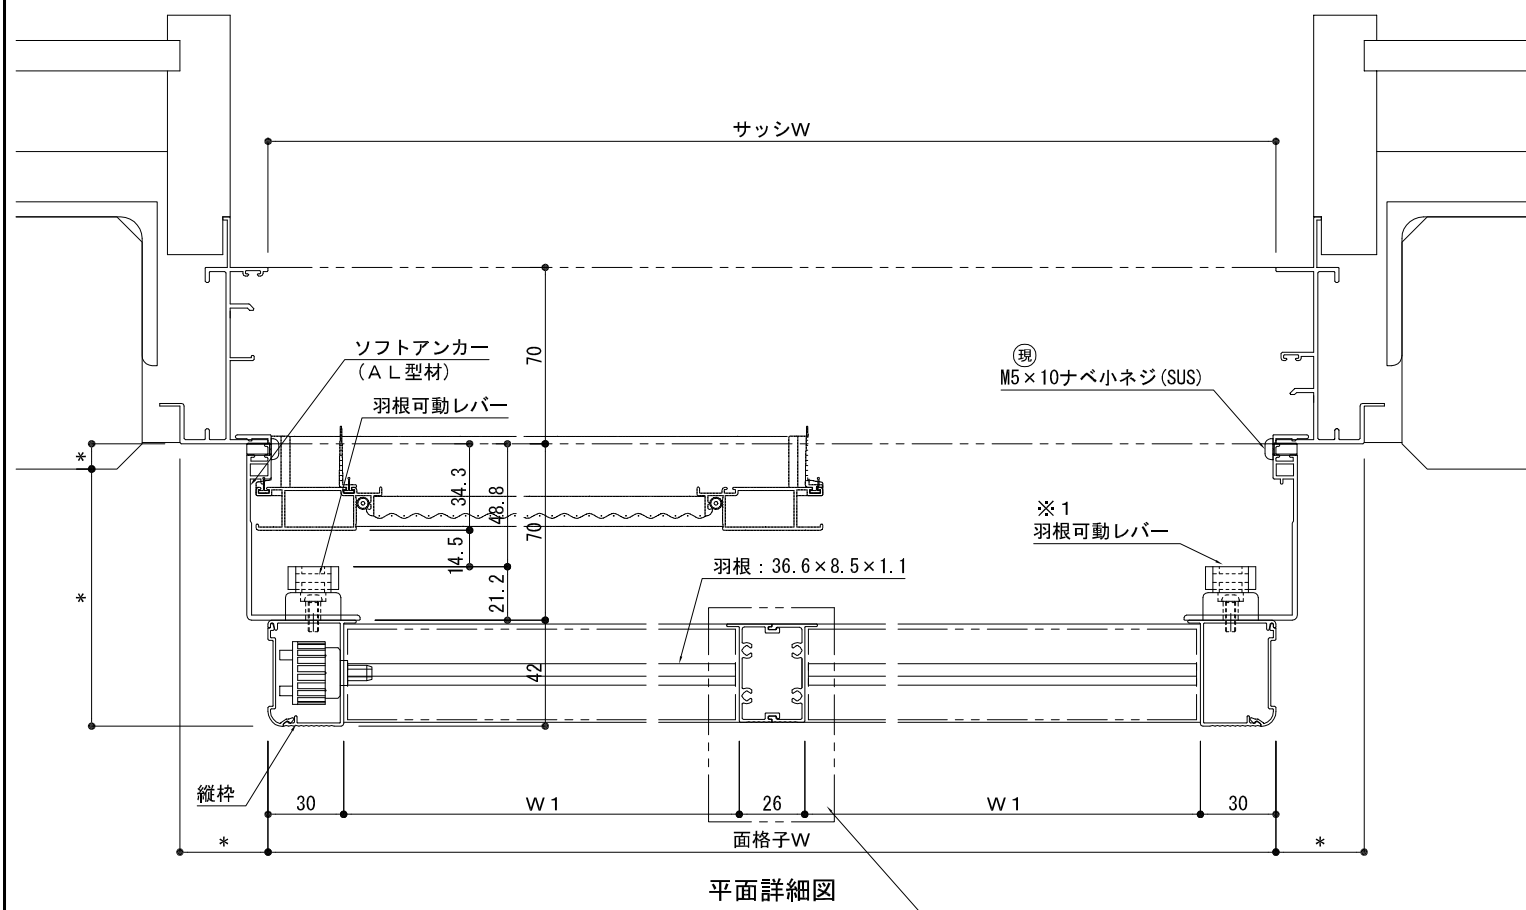 サッシW
70
ソフトアンカー
(AL型材)
羽根可動レバー
現
M5×10ナベ小ネジ(SUS)
*
34.3
48.8
70
14.5
21.2
※1
羽根可動レバー
羽根：36.6×8.5×1.1
*
42
縦枠
30
W1
26
W1
30
*
面格子W
*
平面詳細図